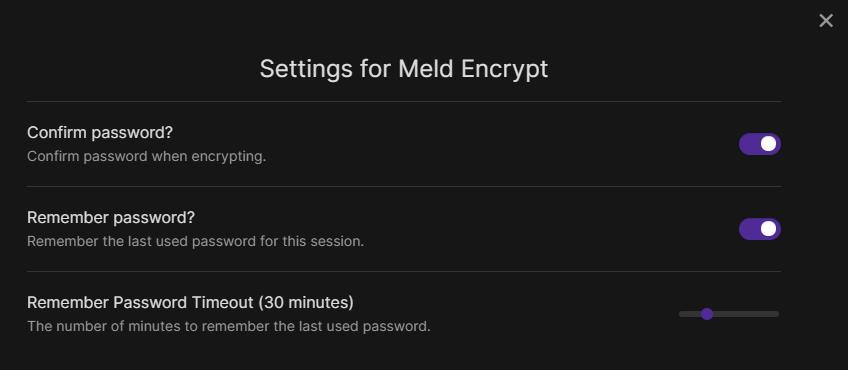 Settings for Meld Encrypt
Confirm password?
Confirm password when encrypting.
Remember password?
Remember the last used password for this session.
Remember Password Timeout (30 minutes)
The number of minutes to remember the last used password.